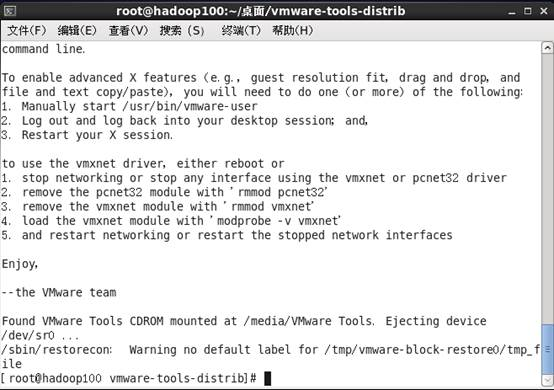 root@hadoop100:~/桌面/vmware-tools-distrib
文件(F) 编辑(E) 查看(V) 搜索 (S) 终端(T) 帮助(H)
command line.
To enable advanced X features (e.g., guest resolution fit, drag and drop, and
file and text copy/paste), you will need to do one (or more) of the following:
1. Manually start /usr/bin/vmware-user
2. Log out and log back into your desktop session; and,
3. Restart your X session.
to use the vmxnet driver, either reboot or
1. stop networking or stop any interface using the vmxnet or pcnet32 driver
2. remove the pcnet32 module with 'rmmod pcnet32'
3. remove the vmxnet module with 'rmmod vmxnet'
4. load the vmxnet module with 'modprobe -v vmxnet'
5. and restart networking or restart the stopped network interfaces
Enjoy,
--the VMware team
Found VMware Tools CDROM mounted at /media/VMware Tools. Ejecting device
/dev/sr0 ...
/sbin/restorecon: Warning no default label for /tmp/vmware-block-restore0/tmp_f
ile
[root@hadoop100 vmware-tools-distrib]#